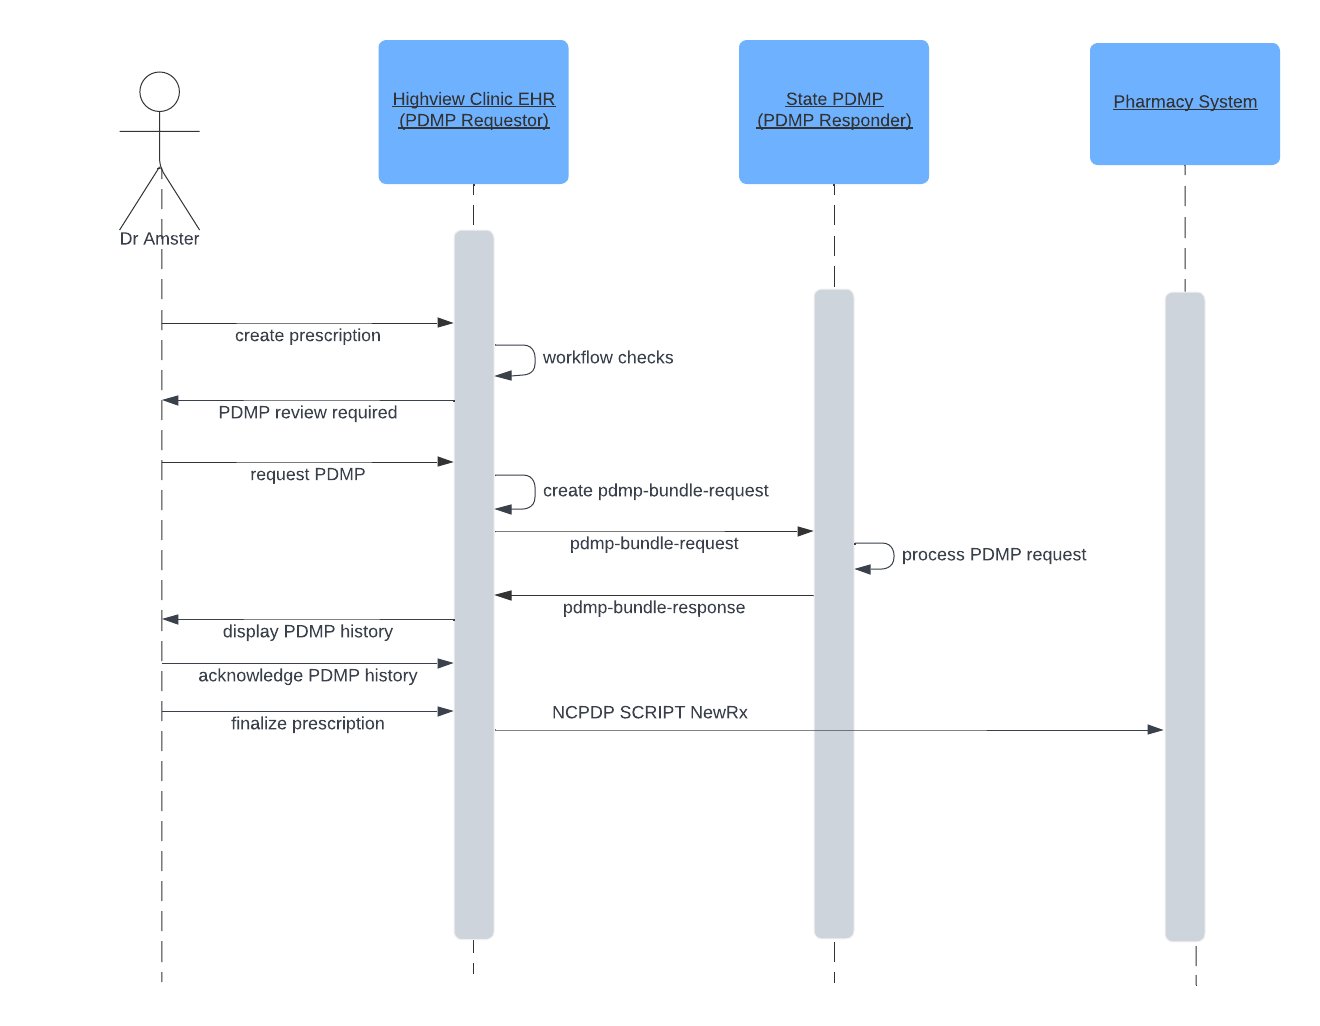 Highview Clinic EHR
(PDMP Requestor)
State PDMP
(PDMP Responder)
Pharmacy System
Dr Amster
create prescription
workflow checks
PDMP review required
request PDMP
create pdmp-bundle-request
pdmp-bundle-request
process PDMP request
pdmp-bundle-response
display PDMP history
acknowledge PDMP history
finalize prescription
NCPDP SCRIPT NewRx